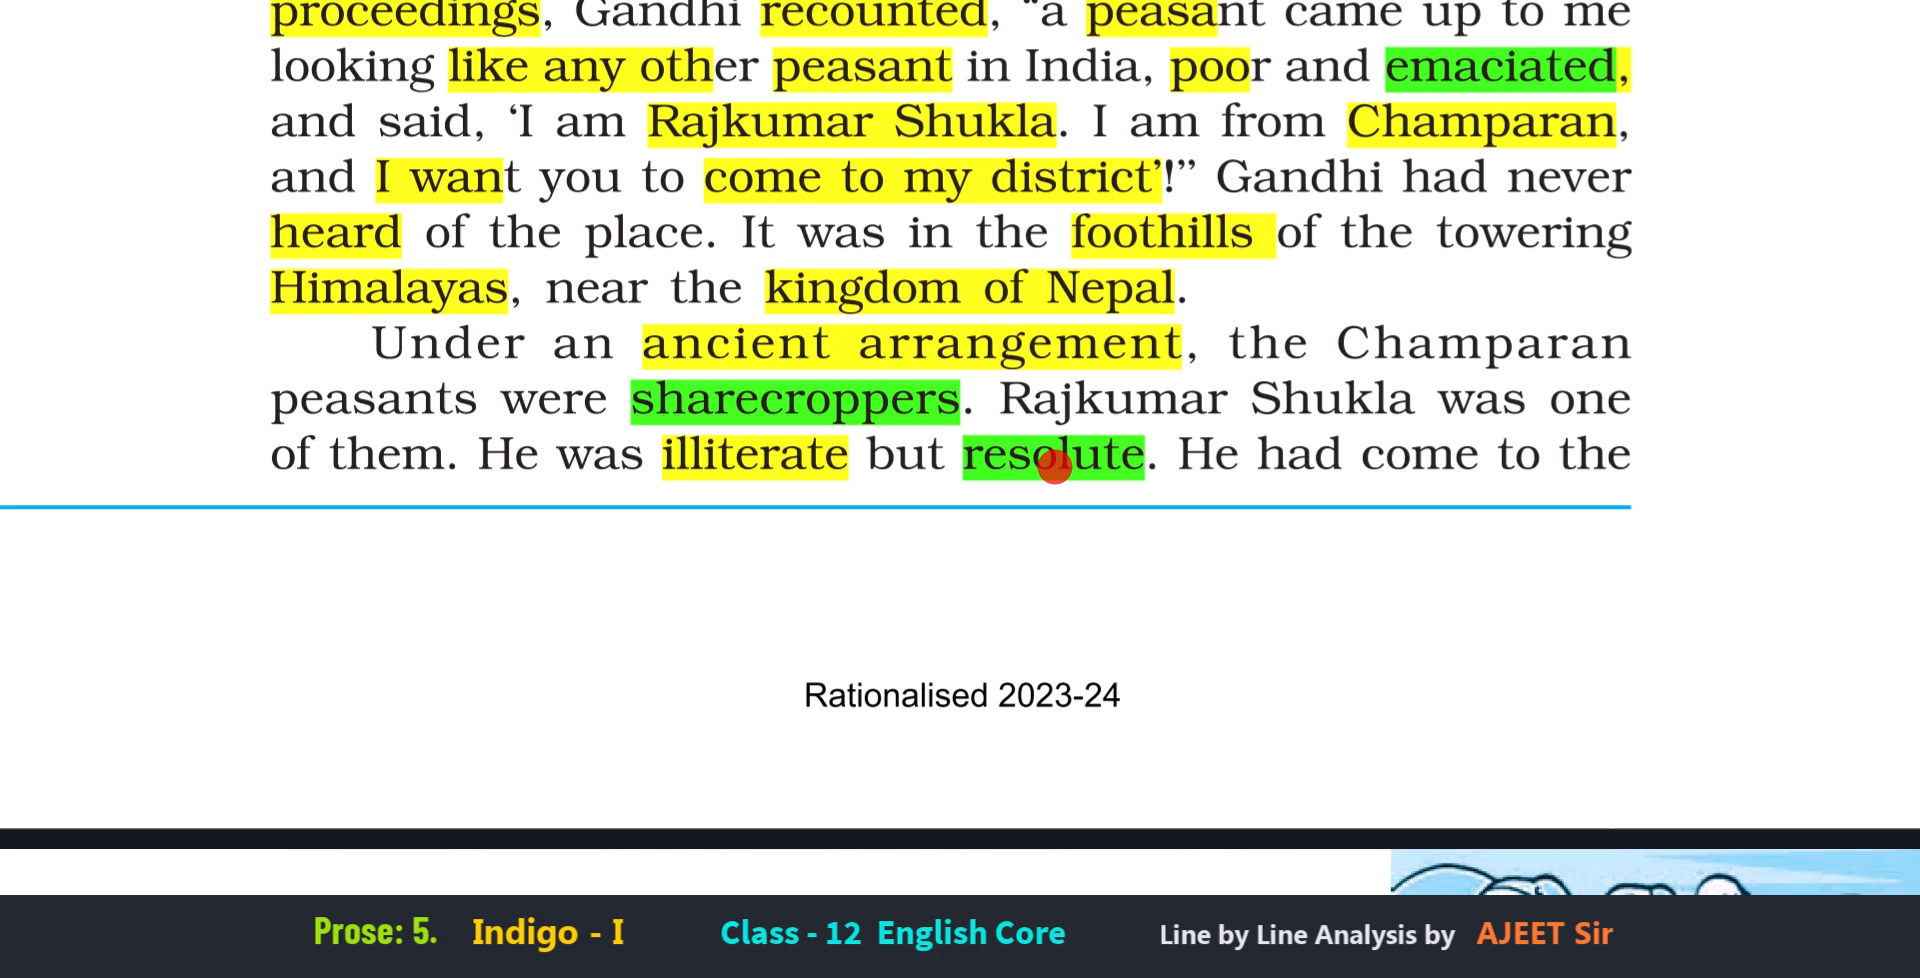 proceedings, Gandhi recounted, “a peasant came up to me
looking like any other peasant in India, poor and emaciated,
and said, ‘I am Rajkumar Shukla. I am from Champaran,
and I want you to come to my district’!” Gandhi had never
heard of the place. It was in the foothills of the towering
Himalayas, near the kingdom of Nepal.
Under an ancient arrangement, the Champaran
peasants were sharecroppers. Rajkumar Shukla was one
of them. He was illiterate but resolute. He had come to the
Rationalised 2023-24
Prose: 5. Indigo - I Class - 12 English Core Line by Line Analysis by AJEET Sir